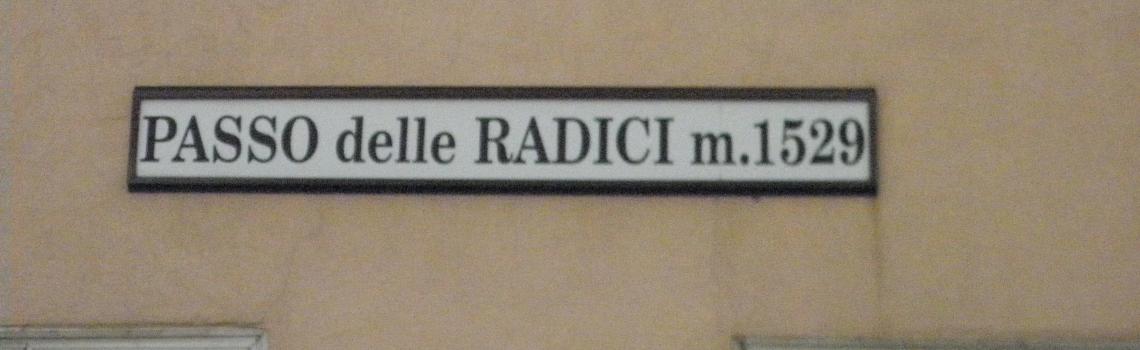 PASSO delle RADICI m.1529